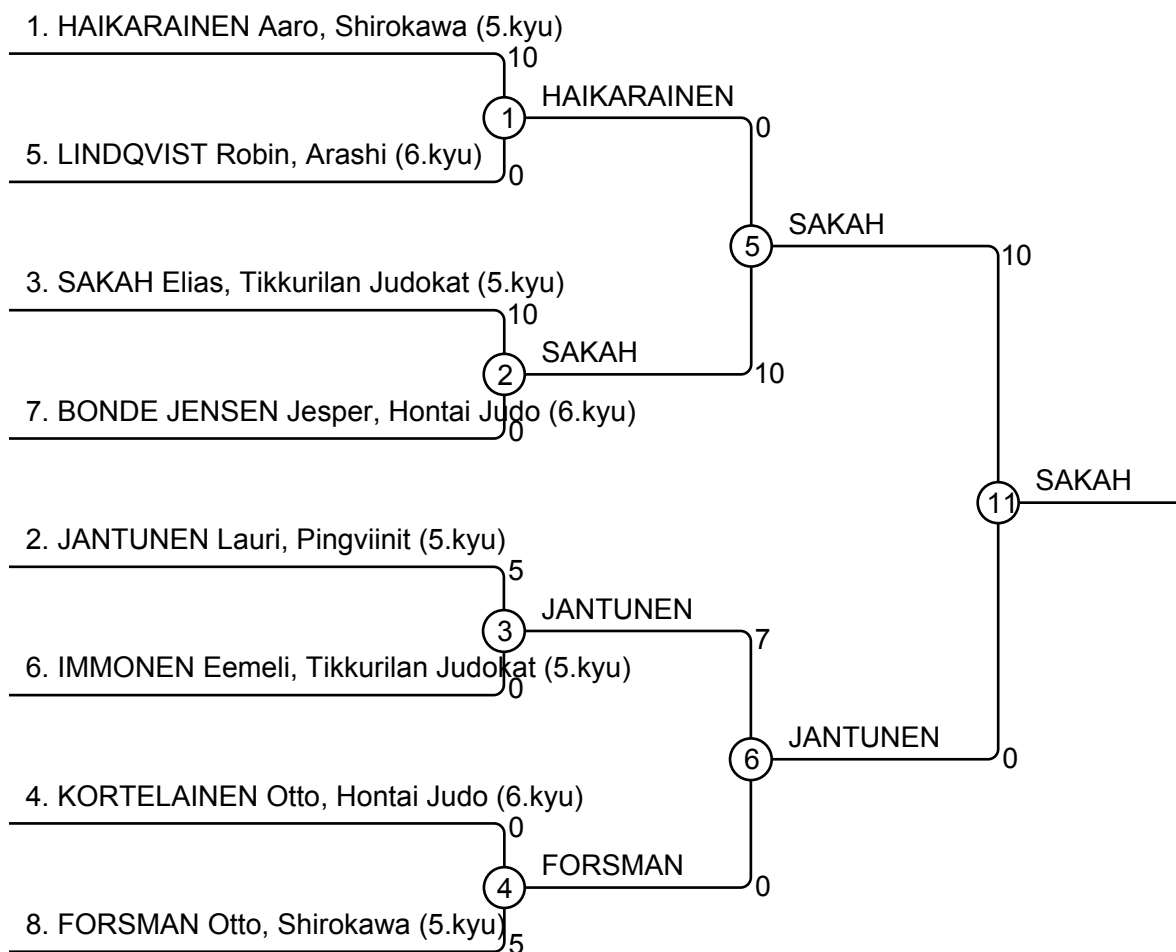 1. HAIKARAINEN Aaro, Shirokawa (5.kyu)
10
1
HAIKARAINEN
0
5. LINDQVIST Robin, Arashi (6.kyu)
0
5
SAKAH
10
3. SAKAH Elias, Tikkurilan Judokat (5.kyu)
10
2
SAKAH
10
7. BONDE JENSEN Jesper, Hontai Judo (6.kyu)
0
11
SAKAH
2. JANTUNEN Lauri, Pingviinit (5.kyu)
5
3
JANTUNEN
7
6. IMMONEN Eemeli, Tikkurilan Judokat (5.kyu)
0
6
JANTUNEN
0
4. KORTELAINEN Otto, Hontai Judo (6.kyu)
0
4
FORSMAN
0
8. FORSMAN Otto, Shirokawa (5.kyu)
5